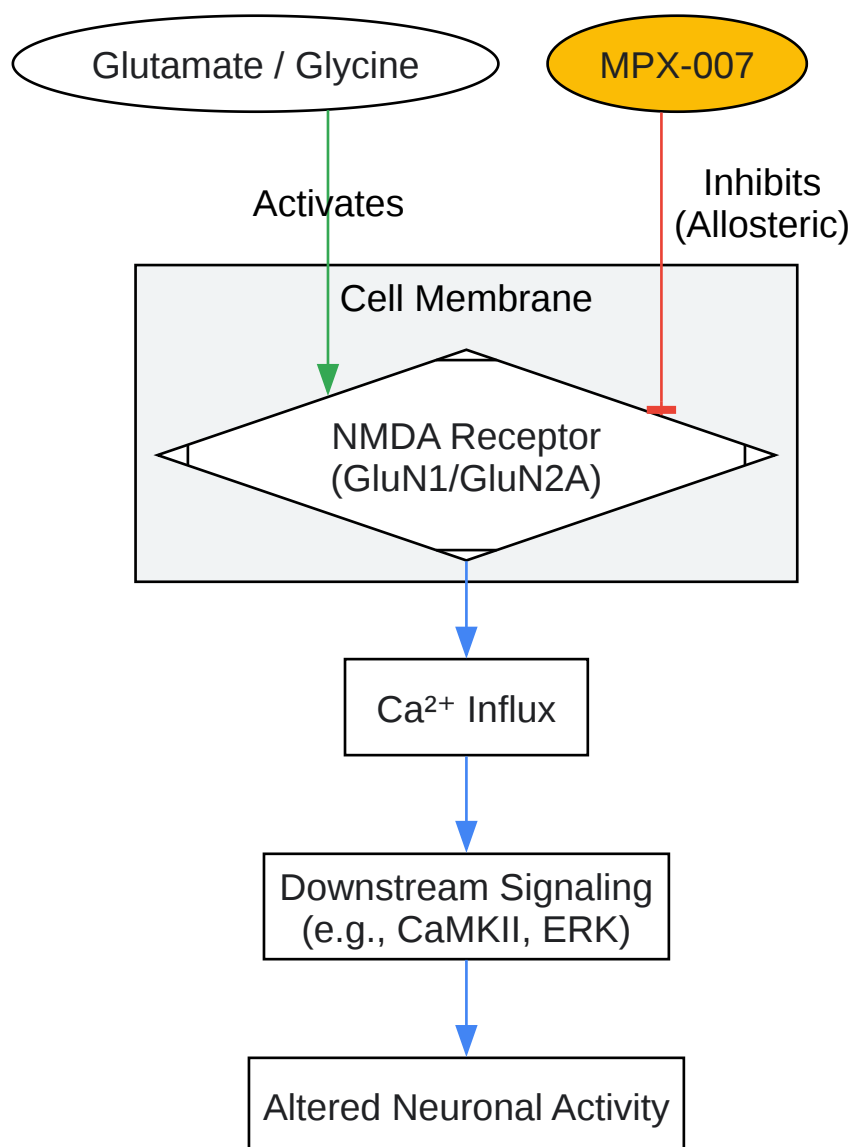 Glutamate / Glycine
MPX-007
Activates
Inhibits
(Allosteric)
Cell Membrane
NMDA Receptor
(GluN1/GluN2A)
Ca²⁺ Influx
Downstream Signaling
(e.g., CaMKII, ERK)
Altered Neuronal Activity